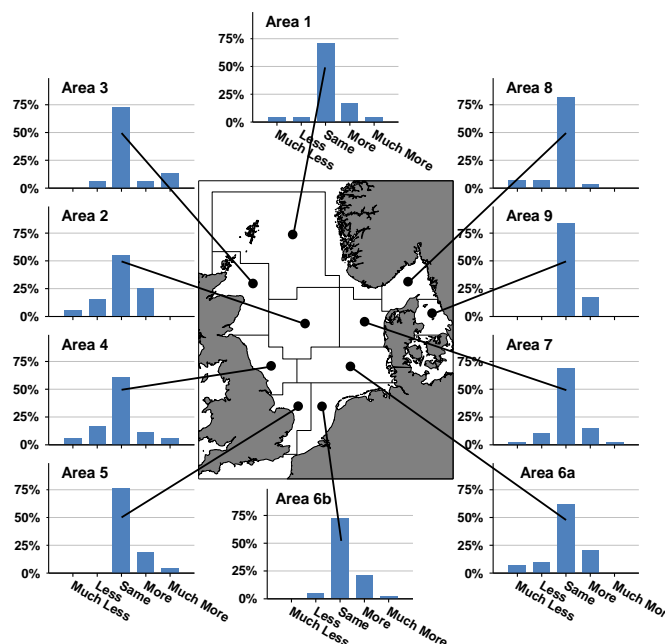 Area 1
75%
50%
25%
0%
Much Less
Less
Same
More
Much More
Area 3
75%
50%
25%
0%
Area 8
75%
50%
25%
0%
Area 2
75%
50%
25%
0%
Area 9
75%
50%
25%
0%
Area 4
75%
50%
25%
0%
Area 7
75%
50%
25%
0%
Area 5
75%
50%
25%
0%
Much Less
Less
Same
More
Much More
Area 6b
75%
50%
25%
0%
Much Less
Less
Same
More
Much More
Area 6a
75%
50%
25%
0%
Much Less
Less
Same
More
Much More